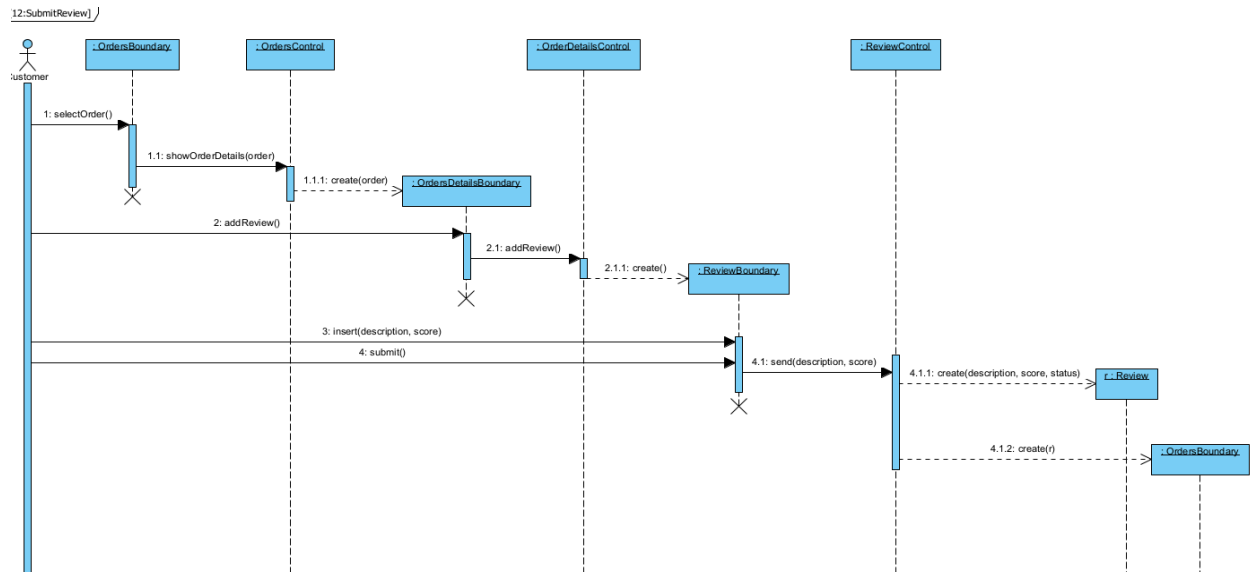 12:SubmitReview]
: OrdersBoundary
: OrdersControl
: OrderDetailsControl
: ReviewControl
Customer
1: selectOrder()
1.1: showOrderDetails(order)
1.1.1: create(order)
: OrdersDetailsBoundary
2: addReview()
2.1: addReview()
2.1.1: create()
: ReviewBoundary
3: insert(description, score)
4: submit()
4.1: send(description, score)
4.1.1: create(description, score, status)
r : Review
4.1.2: create(r)
: OrdersBoundary